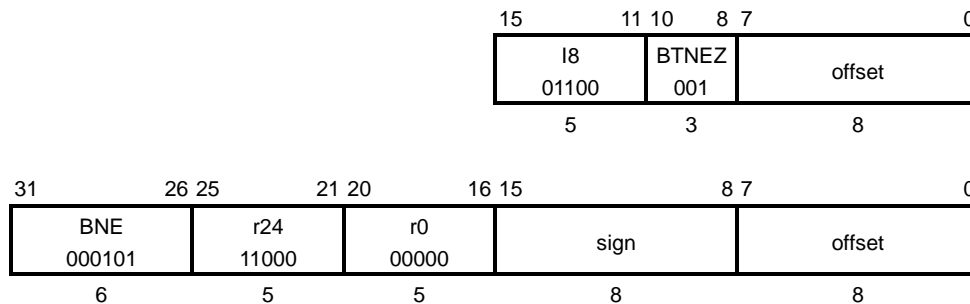 15 11 10 8 7 0
I8 BTNEZ offset
01100 001
5 3 8
31 26 25 21 20 16 15 8 7 0
BNE r24 r0 sign offset
000101 11000 00000
6 5 5 8 8